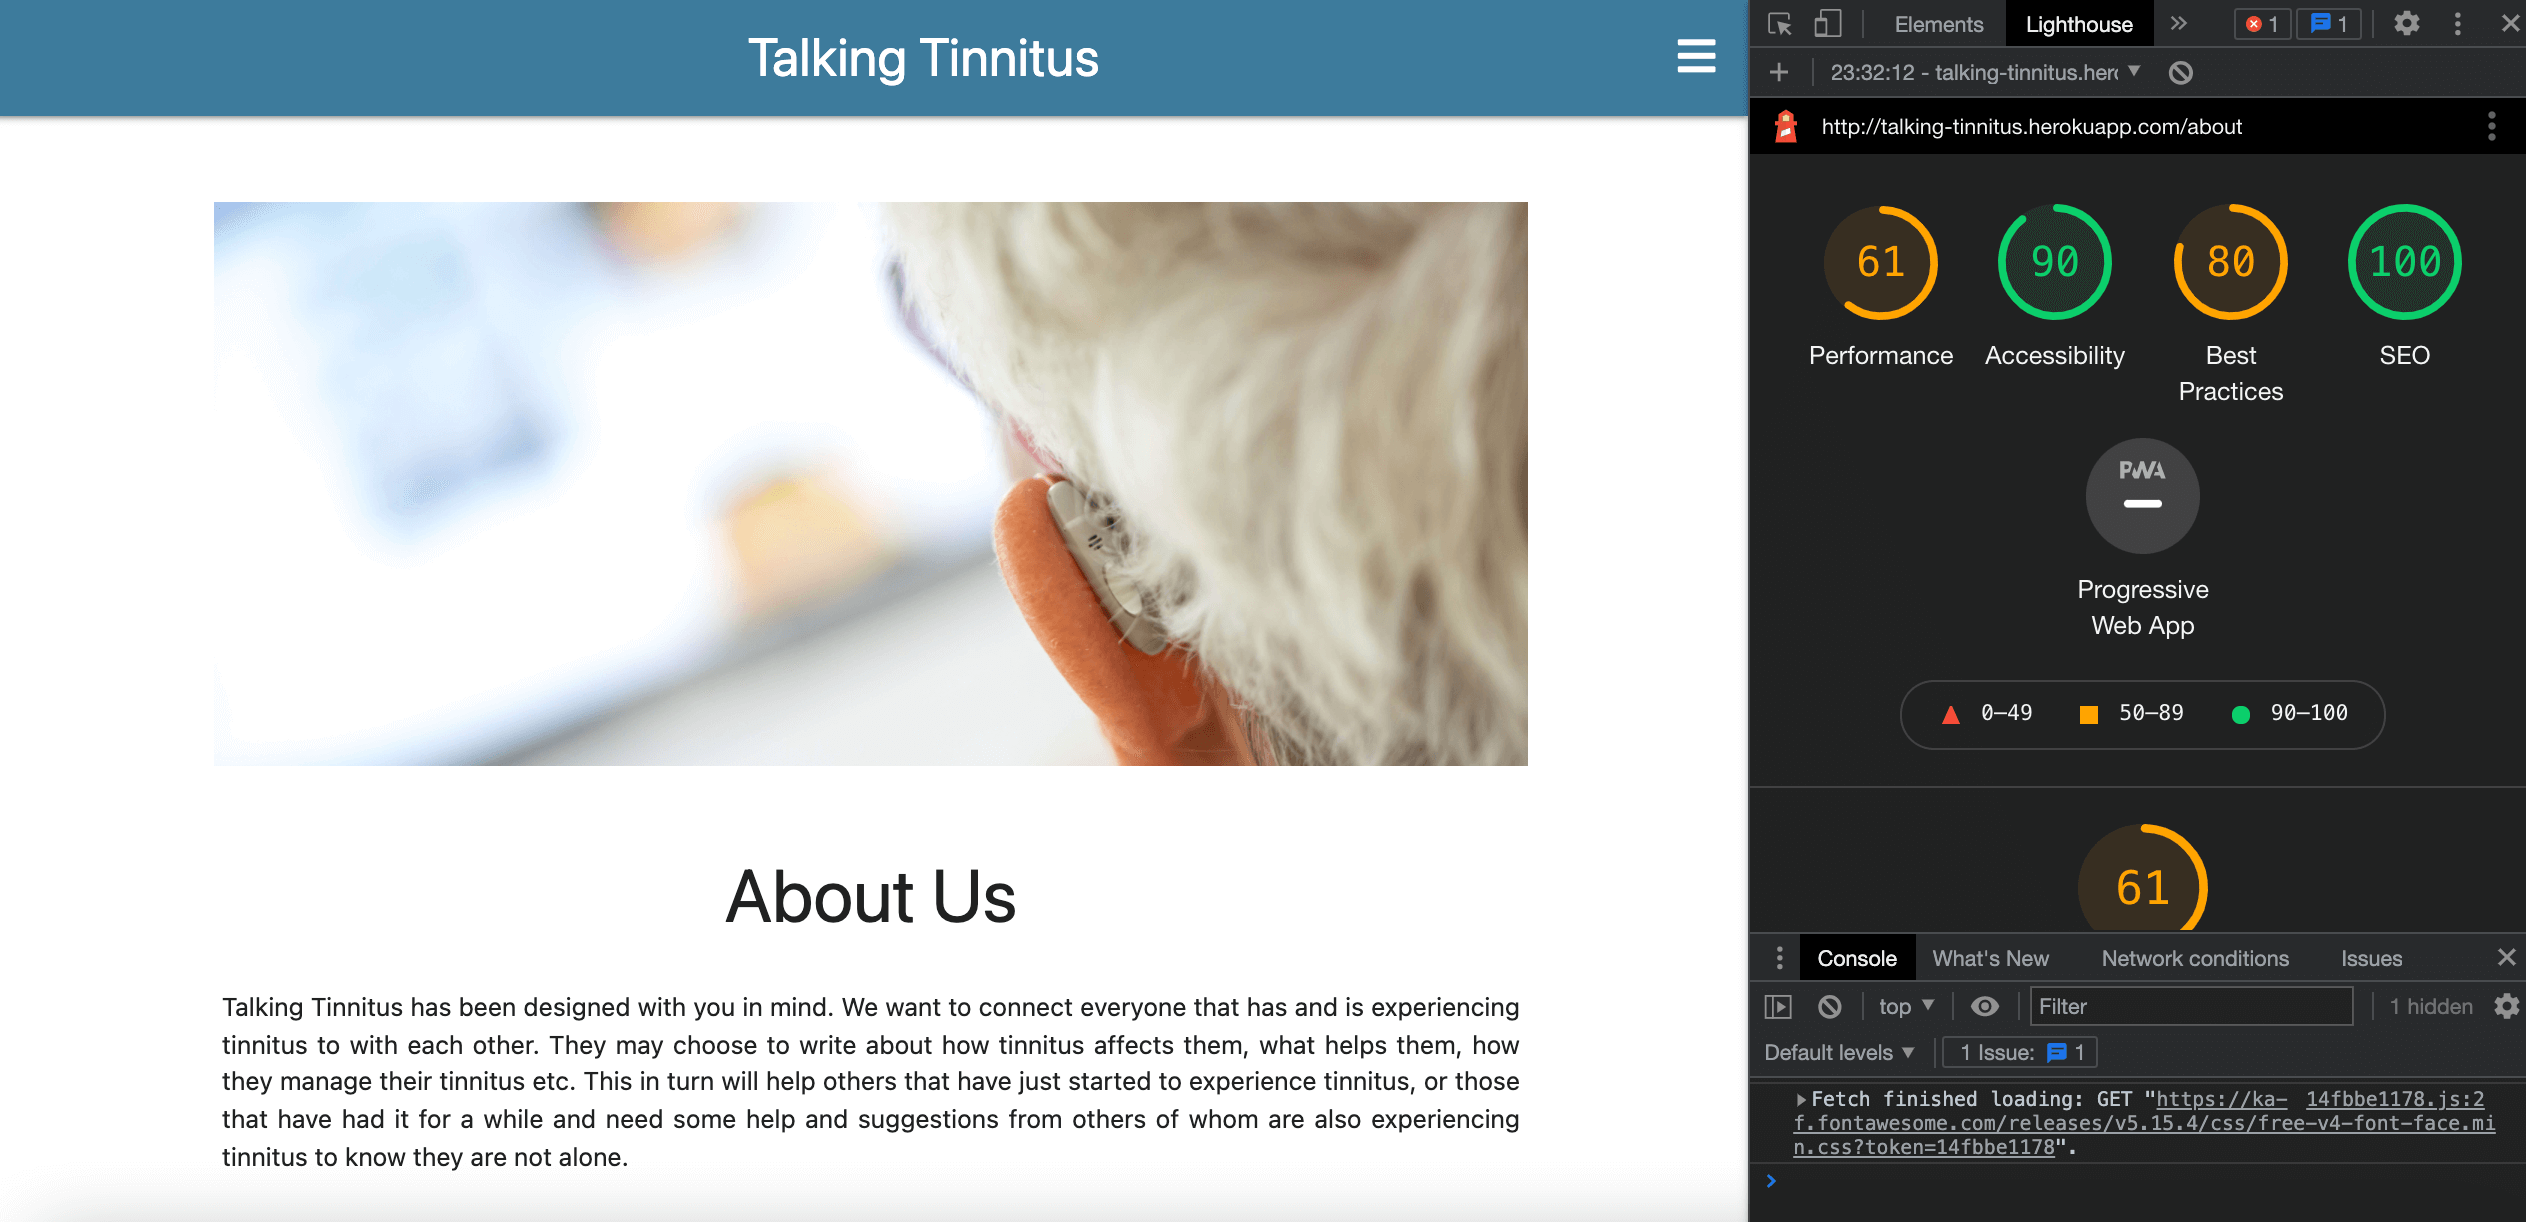 Talking Tinnitus
About Us
Talking Tinnitus has been designed with you in mind. We want to connect everyone that has and is experiencing
tinnitus to with each other. They may choose to write about how tinnitus affects them, what helps them, how
they manage their tinnitus etc. This in turn will help others that have just started to experience tinnitus, or those
that have had it for a while and need some help and suggestions from others of whom are also experiencing
tinnitus to know they are not alone.
Elements Lighthouse 1 1
23:32:12 - talking-tinnitus.her
http://talking-tinnitus.herokuapp.com/about
61 90 80 100
Performance Accessibility Best SEO
Practices
PWA
Progressive
Web App
0–49 50–89 90–100
61
Console What's New Network conditions Issues
top Filter 1 hidden
Default levels 1 Issue: 1
Fetch finished loading: GET "https://ka- 14fbbe1178.js:2
f.fontawesome.com/releases/v5.15.4/css/free-v4-font-face.mi
n.css?token=14fbbe1178".